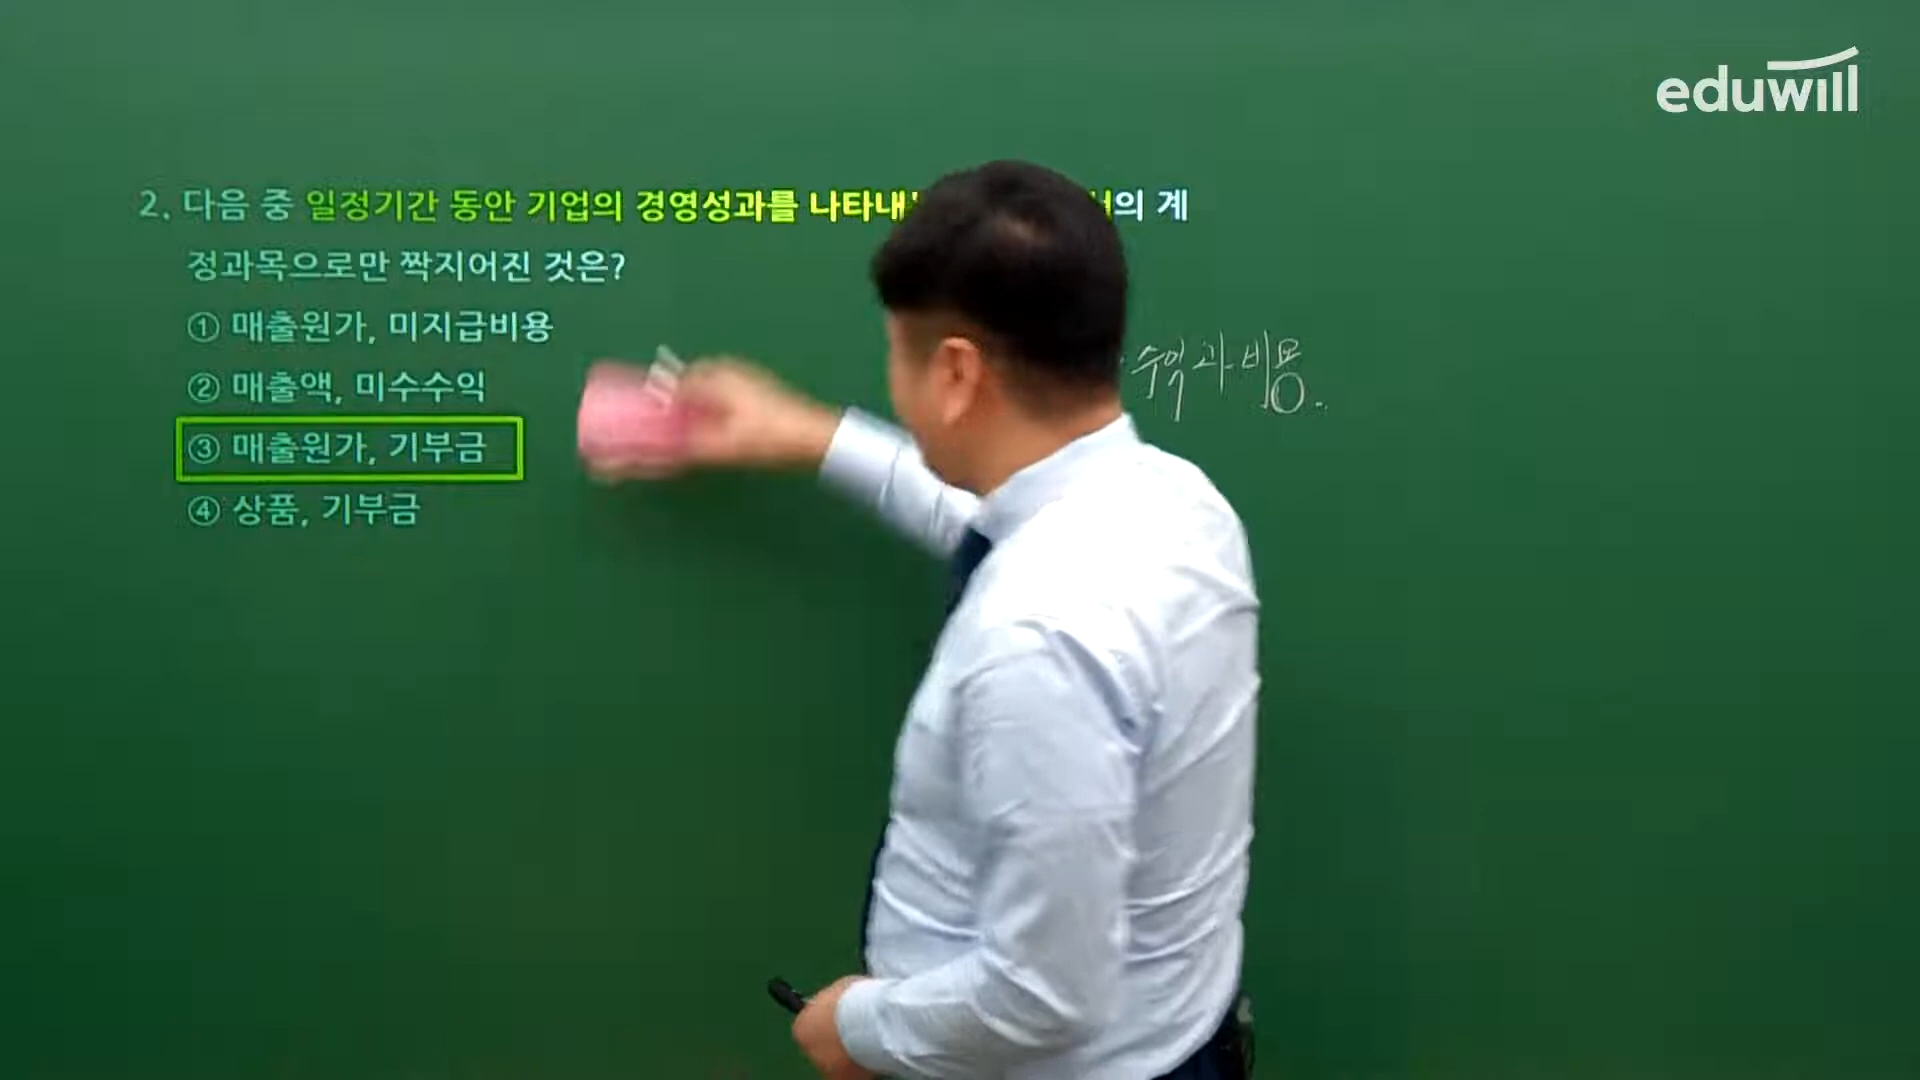 eduwill
2. 다음 중 일정기간 동안 기업의 경영성과를 나타내 의 계
정과목으로만 짝지어진 것은?
① 매출원가, 미지급비용
② 매출액, 미수수익
수익과 비용
③ 매출원가, 기부금
④ 상품, 기부금